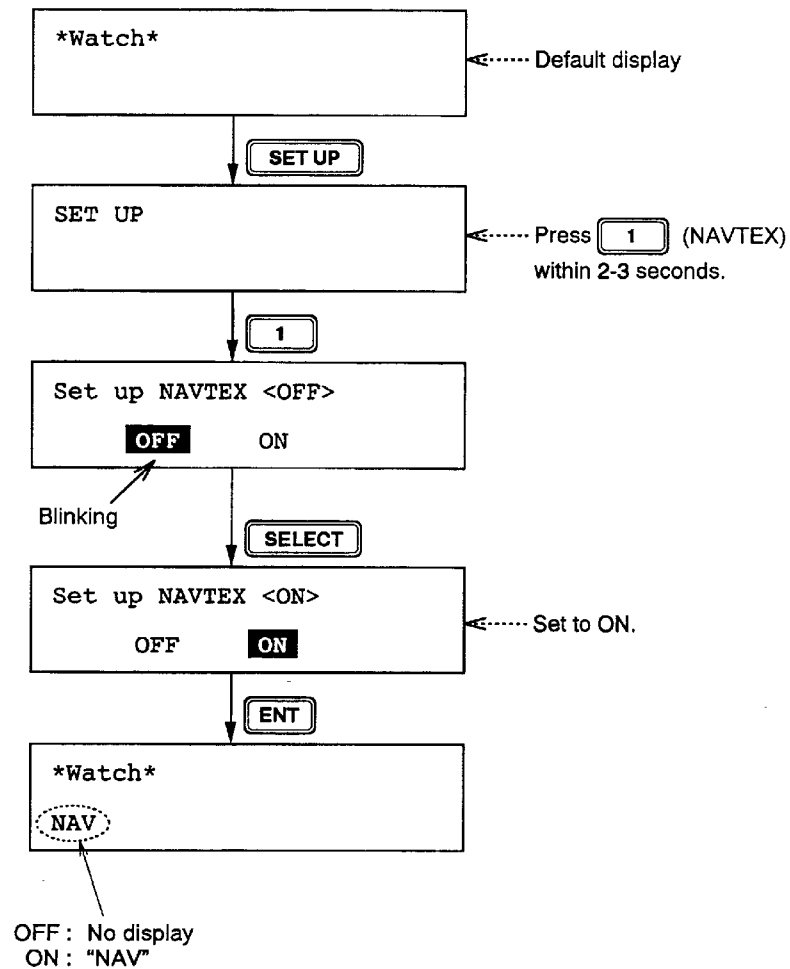 *Watch*
Default display
SET UP
SET UP
Press 1 (NAVTEX)
within 2-3 seconds.
1
Set up NAVTEX <OFF>
OFF ON
Blinking
SELECT
Set up NAVTEX <ON>
OFF ON
Set to ON.
ENT
*Watch*
NAV
OFF : No display
ON : "NAV"